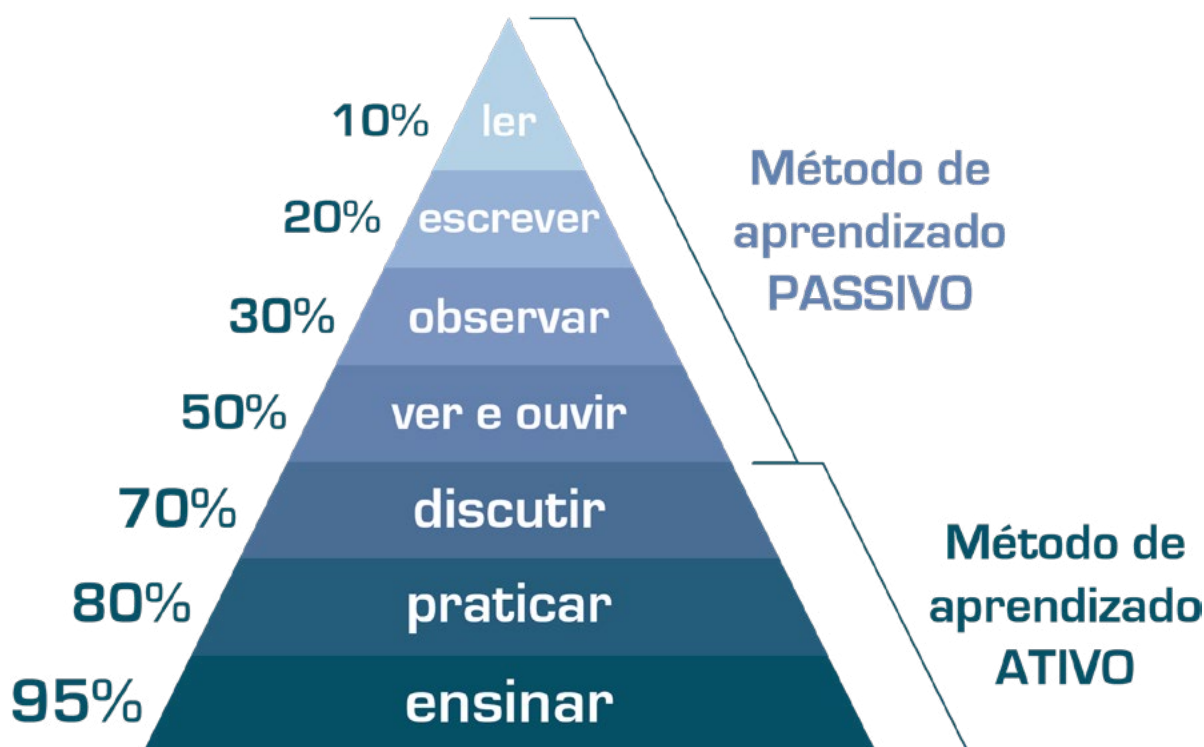 10% ler
20% escrever
30% observar
50% ver e ouvir
70% discutir
80% praticar
95% ensinar
Método de
aprendizado
PASSIVO
Método de
aprendizado
ATIVO